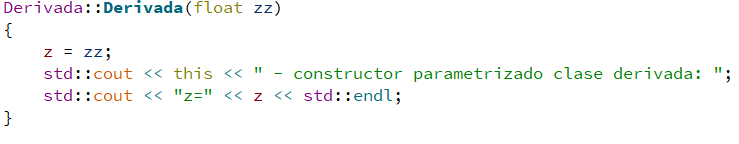 Derivada::Derivada(float zz)
{
    z = zz;
    std::cout << this << " - constructor parametrizado clase derivada: ";
    std::cout << "z=" << z << std::endl;
}